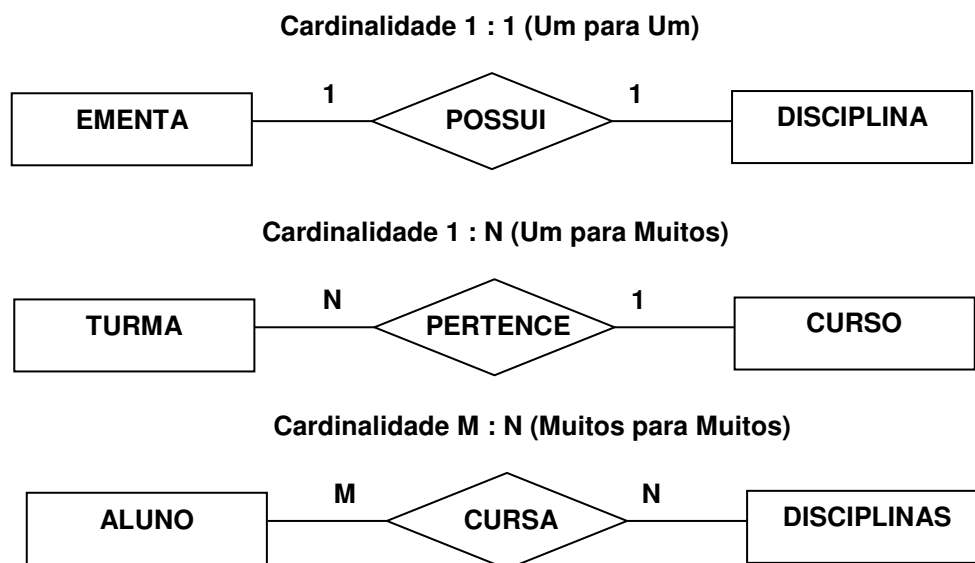 Cardinalidade 1 : 1 (Um para Um)
1 1
EMENTA POSSUI DISCIPLINA
Cardinalidade 1 : N (Um para Muitos)
N 1
TURMA PERTENCE CURSO
Cardinalidade M : N (Muitos para Muitos)
M N
ALUNO CURSA DISCIPLINAS